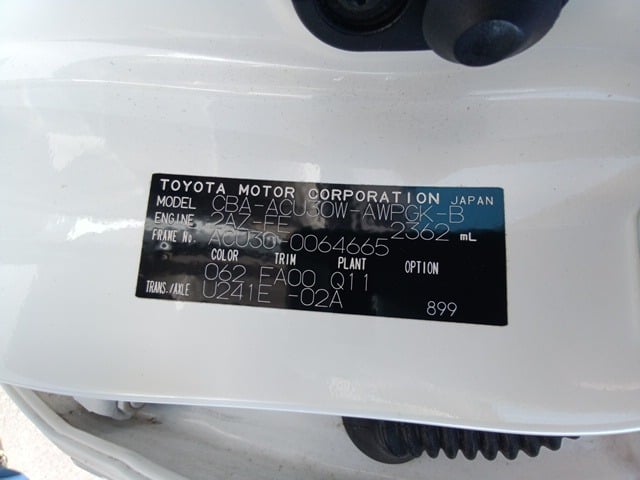 TOYOTA MOTOR CORPORATION JAPAN
MODEL CBA-ACU30W-AWPGK-B
ENGINE 2AZ-FE 2362 mL
FRAME No. ACU30-0064665
COLOR TRIM PLANT OPTION
062 FA00 Q11
TRANS./AXLE U241E -02A
899